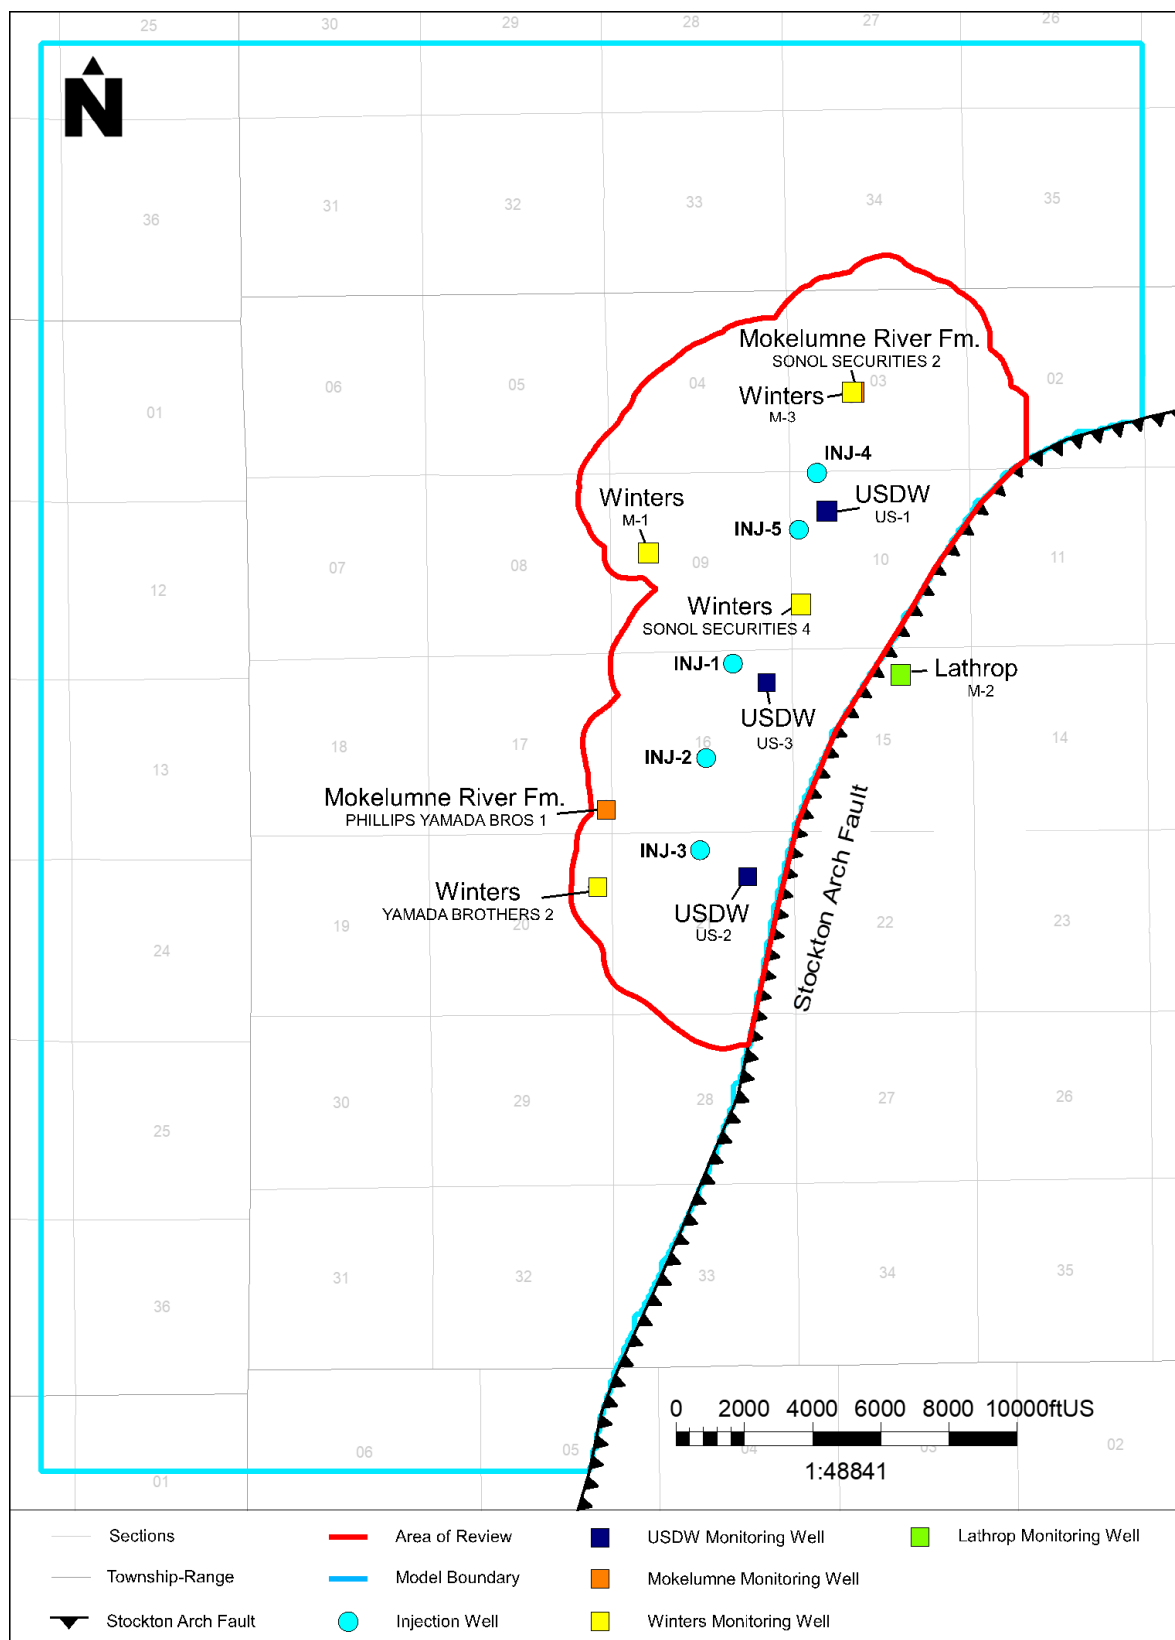 25 30 29 28 27 26
N
36 31 32 33 34 35
Mokelumne River Fm.
SONOL SECURITIES 2
01 06 05 04 03 02
Winters
M-3
INJ-4
Winters
M-1
USDW
US-1
INJ-5
12 07 08 09 10 11
Winters
SONOL SECURITIES 4
INJ-1
Lathrop
M-2
USDW
US-3
13 18 17 16 15 14
INJ-2
Mokelumne River Fm.
PHILLIPS YAMADA BROS 1
INJ-3
Winters
YAMADA BROTHERS 2
USDW
US-2
24 19 20 22 23
Stockton Arch Fault
25 30 29 28 27 26
36 31 32 33 34 35
0 2000 4000 6000 8000 10000ftUS
1:48841
01 06 05 04 03 02
Sections
Area of Review
USDW Monitoring Well
Lathrop Monitoring Well
Township-Range
Model Boundary
Mokelumne Monitoring Well
Stockton Arch Fault
Injection Well
Winters Monitoring Well